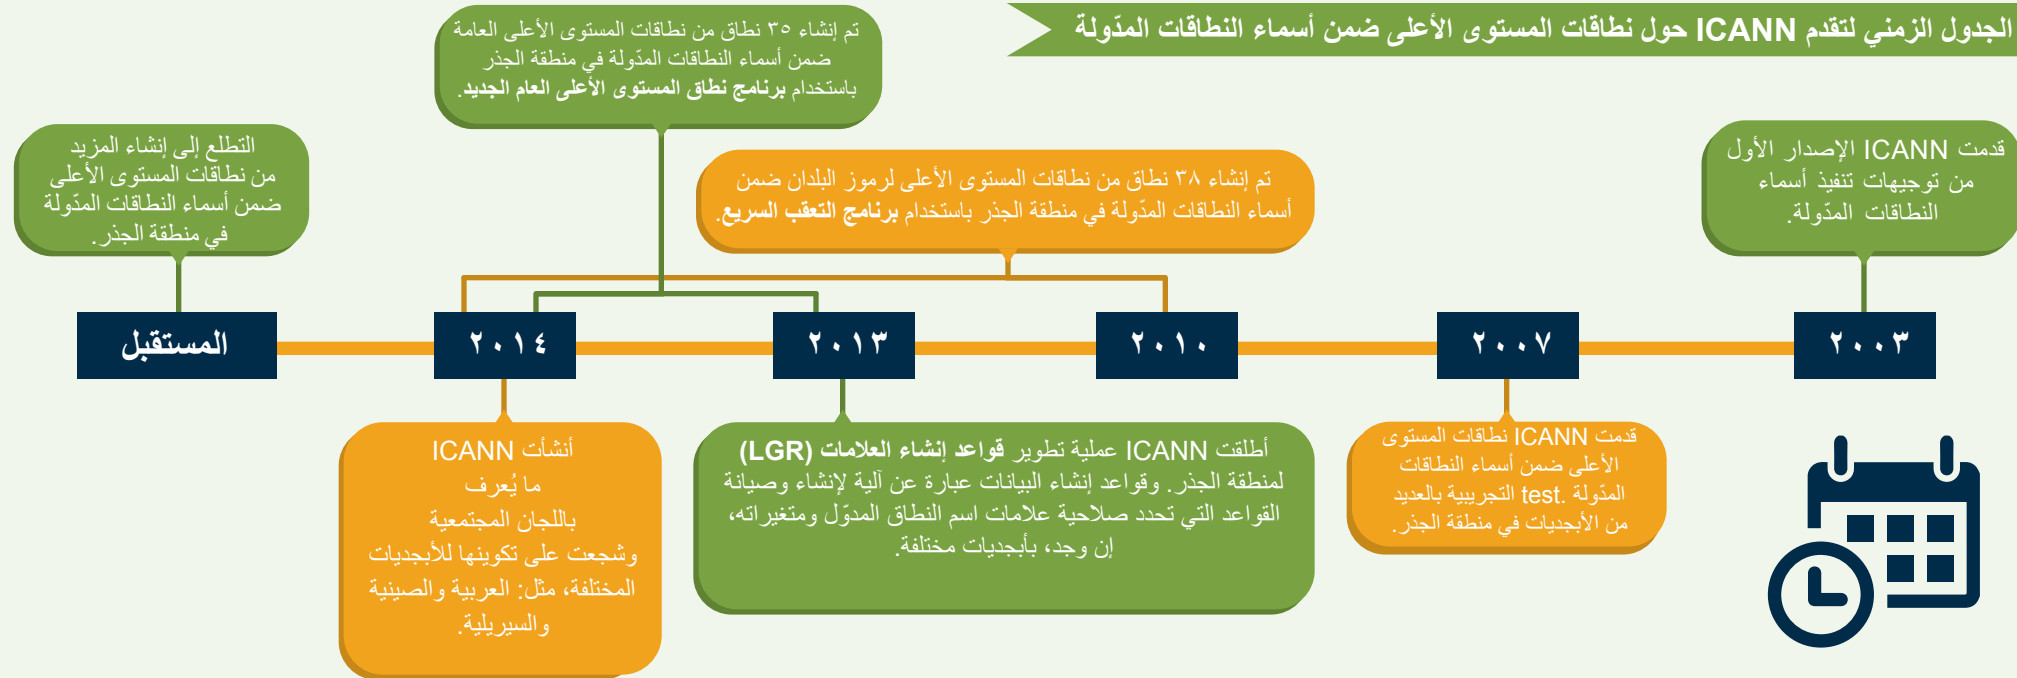 الجدول الزمني لتقدم ICANN حول نطاقات المستوى الأعلى ضمن أسماء النطاقات المدّولة
قدمت ICANN الإصدار الأول
من توجيهات تنفيذ أسماء
النطاقات المدّولة.
تم إنشاء ٣٨ نطاق من نطاقات المستوى الأعلى لرموز البلدان ضمن
أسماء النطاقات المدّولة في منطقة الجذر باستخدام برنامج التعقب السريع.
تم إنشاء ٣٥ نطاق من نطاقات المستوى الأعلى العامة
ضمن أسماء النطاقات المدّولة في منطقة الجذر
باستخدام برنامج نطاق المستوى الأعلى العام الجديد.
التطلع إلى إنشاء المزيد
من نطاقات المستوى الأعلى
ضمن أسماء النطاقات المدّولة
في منطقة الجذر.
٢٠٠٣
٢٠٠٧
٢٠١٠
٢٠١٣
٢٠١٤
المستقبل
قدمت ICANN نطاقات المستوى
الأعلى ضمن أسماء النطاقات
المدّولة .test التجريبية بالعديد
من الأبجديات في منطقة الجذر.
أطلقت ICANN عملية تطوير قواعد إنشاء العلامات (LGR)
لمنطقة الجذر. وقواعد إنشاء البيانات عبارة عن آلية لإنشاء وصيانة
القواعد التي تحدد صلاحية علامات اسم النطاق المدوّل ومتغيراته،
إن وجد، بأبجديات مختلفة.
أنشأت ICANN
ما يُعرف
باللجان المجتمعية
وشجعت على تكوينها للأبجديات
المختلفة، مثل: العربية والصينية
والسيريلية.